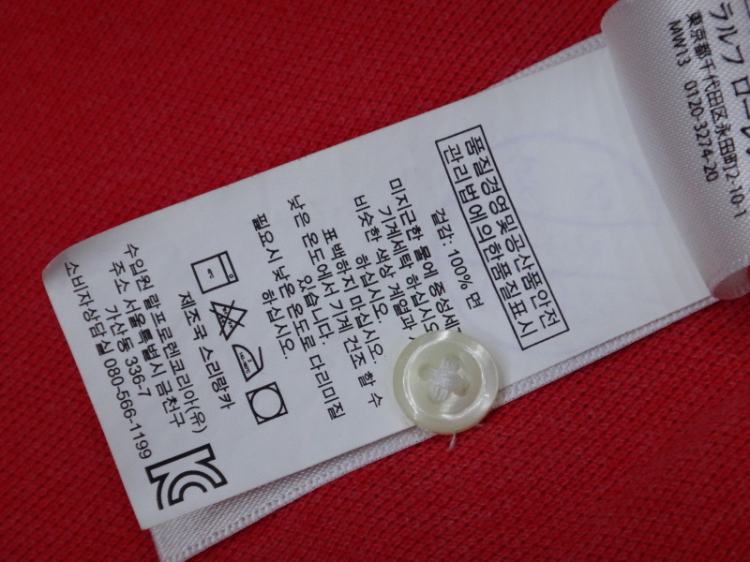 품질경영및공산품안전
관리법에의한품질표시
겉감: 100% 면
미지근한 물에 중성세
기계세탁 하십시오
비슷한 색상 계열과
하십시오.
표백하지 마십시오.
낮은 온도에서 기계 건조 할 수
있습니다.
필요시 낮은 온도로 다리미질
하십시오.
제조국 스리랑카
수입원 랄프로렌코리아(유)
주소 서울특별시 금천구
가산동 336-7
소비자상담실 080-566-1199
ラルフ ローレン
東京都千代田区永田町2-10-1
MW13 0120-3274-20